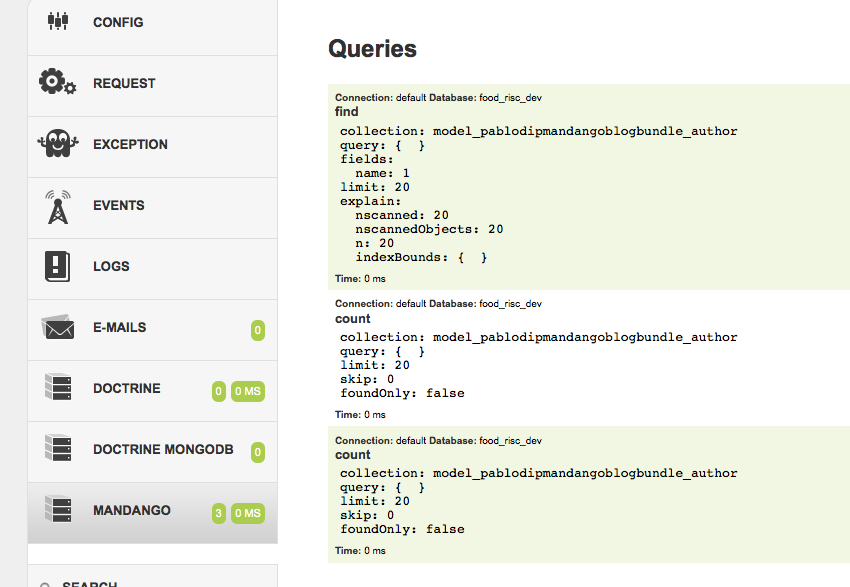 CONFIG
REQUEST
EXCEPTION
EVENTS
LOGS
E-MAILS 0
DOCTRINE 0 0 MS
DOCTRINE MONGODB 0
MANDANGO 3 0 MS
SEARCH
Queries
Connection: default Database: food_risc_dev
find
collection: model_pablodipmandangoblogbundle_author
query: {  }
fields:
  name: 1
limit: 20
explain:
  nscanned: 20
  nscannedObjects: 20
  n: 20
  indexBounds: {  }
Time: 0 ms
Connection: default Database: food_risc_dev
count
collection: model_pablodipmandangoblogbundle_author
query: {  }
limit: 20
skip: 0
foundOnly: false
Time: 0 ms
Connection: default Database: food_risc_dev
count
collection: model_pablodipmandangoblogbundle_author
query: {  }
limit: 20
skip: 0
foundOnly: false
Time: 0 ms